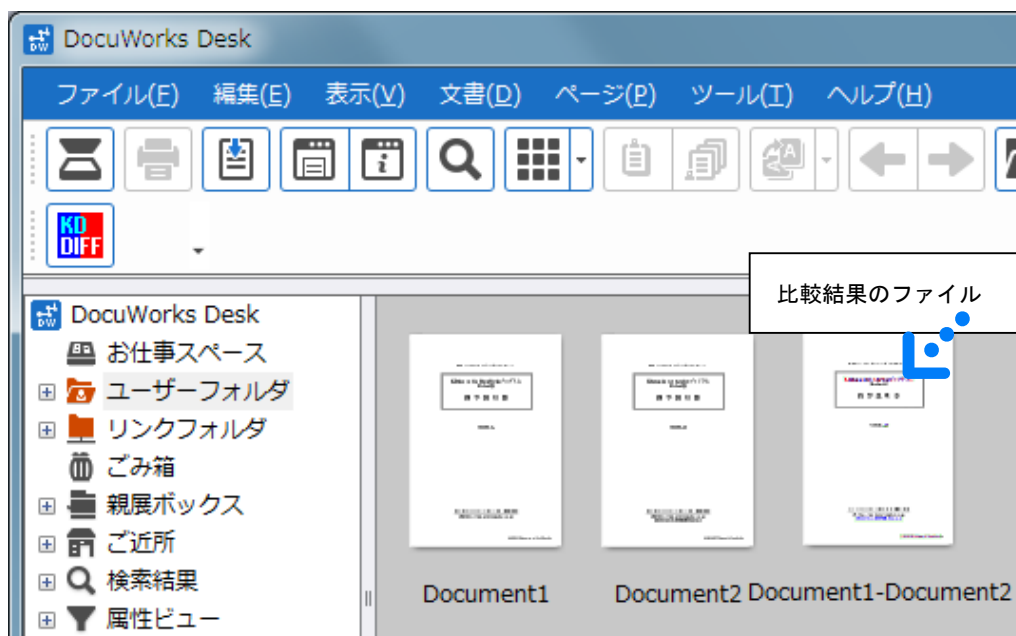 DocuWorks Desk
ファイル(F) 編集(E) 表示(V) 文書(D) ページ(P) ツール(T) ヘルプ(H)
KD
DIFF
比較結果のファイル
DocuWorks Desk
お仕事スペース
ユーザーフォルダ
リンクフォルダ
ごみ箱
親展ボックス
ご近所
検索結果
属性ビュー
Document1
Document2
Document1-Document2